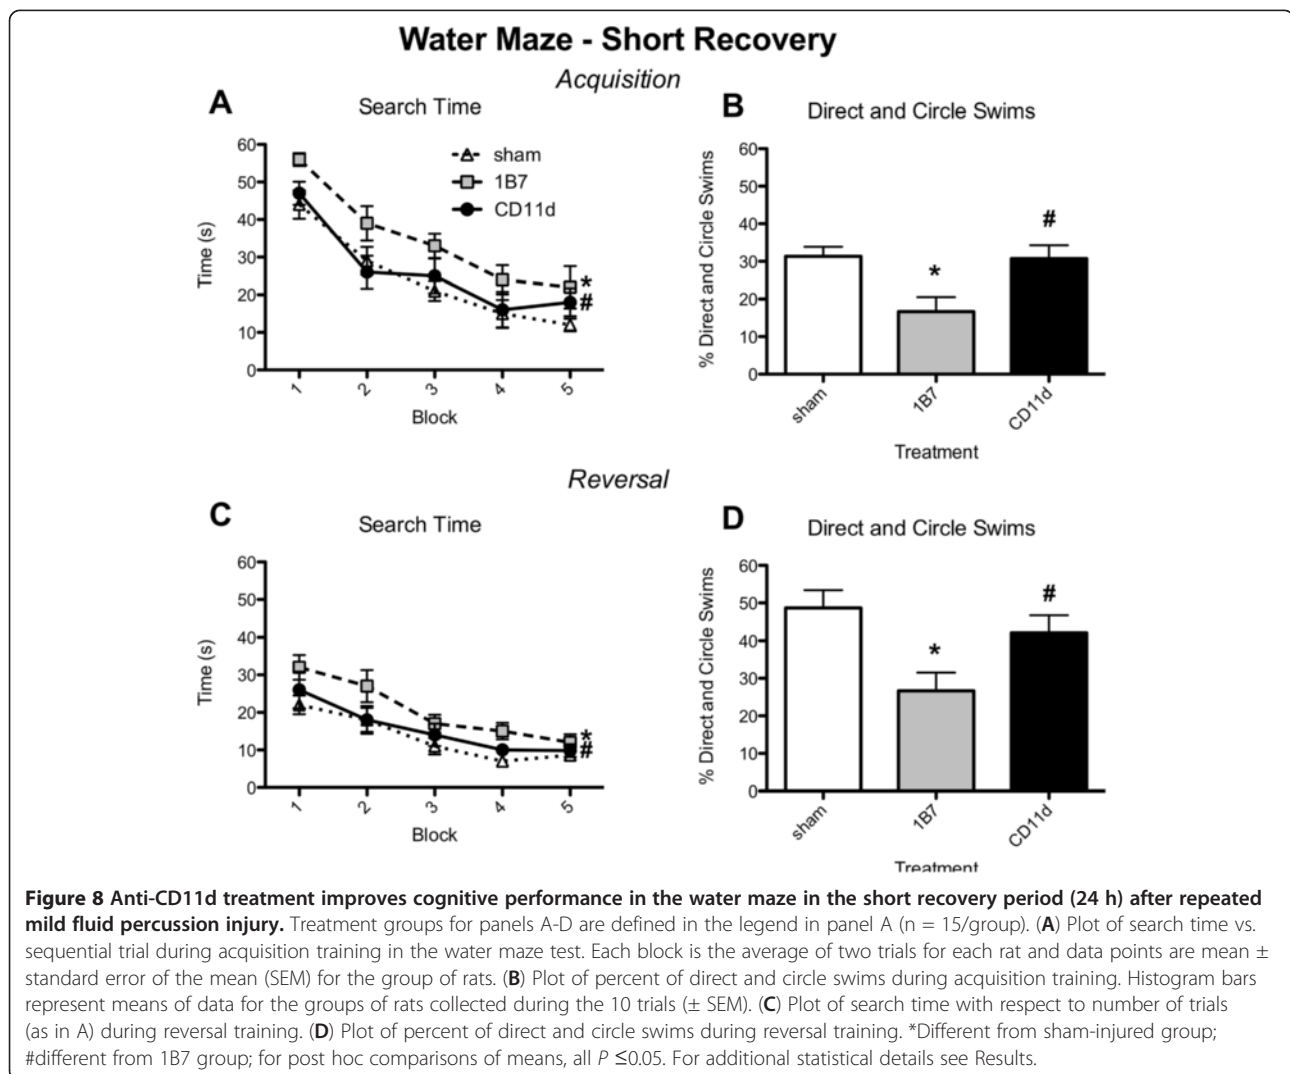 Water Maze - Short Recovery
Acquisition
A
Search Time
60
50
40
30
20
10
0
Time (s)
sham
1B7
CD11d
*
#
1
2
3
4
5
Block
B
Direct and Circle Swims
60
50
40
30
20
10
0
% Direct and Circle Swims
*
#
sham
1B7
CD11d
Treatment
Reversal
C
Search Time
60
50
40
30
20
10
0
Time (s)
*
#
1
2
3
4
5
Block
D
Direct and Circle Swims
60
50
40
30
20
10
0
% Direct and Circle Swims
*
#
sham
1B7
CD11d
Treatment
Figure 8 Anti-CD11d treatment improves cognitive performance in the water maze in the short recovery period (24 h) after repeated
mild fluid percussion injury. Treatment groups for panels A-D are defined in the legend in panel A (n = 15/group). (A) Plot of search time vs.
sequential trial during acquisition training in the water maze test. Each block is the average of two trials for each rat and data points are mean ±
standard error of the mean (SEM) for the group of rats. (B) Plot of percent of direct and circle swims during acquisition training. Histogram bars
represent means of data for the groups of rats collected during the 10 trials (± SEM). (C) Plot of search time with respect to number of trials
(as in A) during reversal training. (D) Plot of percent of direct and circle swims during reversal training. *Different from sham-injured group;
#different from 1B7 group; for post hoc comparisons of means, all P ≤0.05. For additional statistical details see Results.